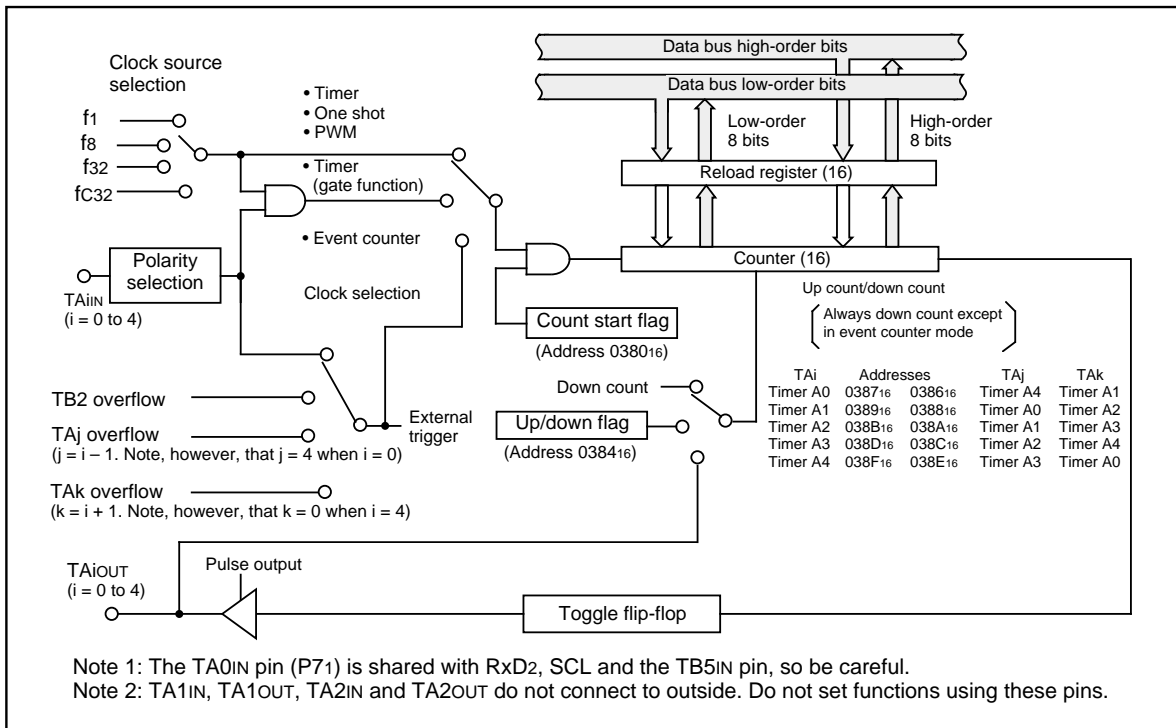 Clock source
selection
f1
f8
f32
fC32
• Timer
• One shot
• PWM
• Timer
(gate function)
• Event counter
Data bus high-order bits
Data bus low-order bits
Low-order
8 bits
High-order
8 bits
Reload register (16)
Counter (16)
Polarity
selection
TAiIN
(i = 0 to 4)
Clock selection
Count start flag
(Address 038016)
Up count/down count
Always down count except
in event counter mode
TB2 overflow
TAj overflow
(j = i – 1. Note, however, that j = 4 when i = 0)
TAk overflow
(k = i + 1. Note, however, that k = 0 when i = 4)
External
trigger
Down count
Up/down flag
(Address 038416)
TAi Addresses TAj TAk
Timer A0 038716 038616 Timer A4 Timer A1
Timer A1 038916 038816 Timer A0 Timer A2
Timer A2 038B16 038A16 Timer A1 Timer A3
Timer A3 038D16 038C16 Timer A2 Timer A4
Timer A4 038F16 038E16 Timer A3 Timer A0
TAiOUT
(i = 0 to 4)
Pulse output
Toggle flip-flop
Note 1: The TA0IN pin (P71) is shared with RxD2, SCL and the TB5IN pin, so be careful.
Note 2: TA1IN, TA1OUT, TA2IN and TA2OUT do not connect to outside. Do not set functions using these pins.